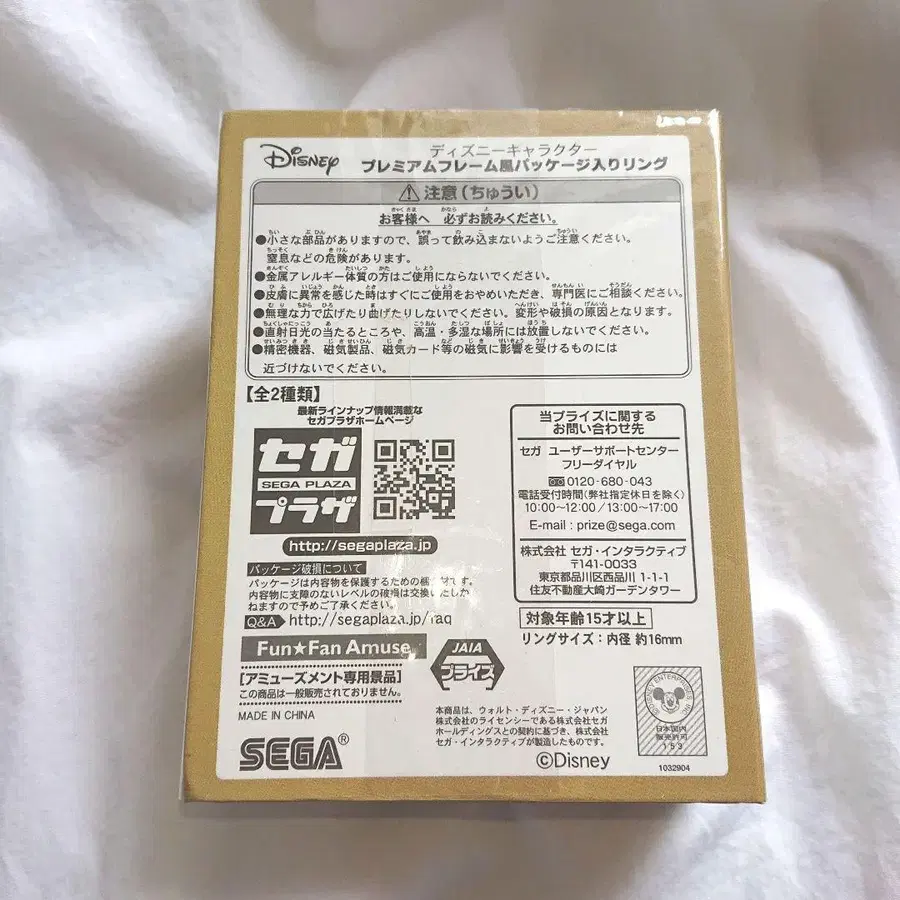 Disney
ディズニーキャラクター
プレミアムフレーム風パッケージ入りリング
⚠注意(ちゅうい)
お客様へ 必ずお読みください。
●小さな部品がありますので、誤って飲み込まないようご注意ください。
窒息などの危険があります。
●金属アレルギー体質の方はご使用にならないでください。
●皮膚に異常を感じた時はすぐにご使用をおやめいただき、専門医にご相談ください。
●無理な力で広げたり曲げたりしないでください。変形や破損の原因となります。
●直射日光の当たるところや、高温・多湿な場所には放置しないでください。
●精密機器、磁気製品、磁気カード等の磁気に影響を受けるものには
近づけないでください。
【全2種類】
最新ラインナップ情報満載な
セガプラザホームページ
セガ
SEGA PLAZA
プラザ
http://segaplaza.jp
パッケージ破損について
パッケージは内容物を保護するための梱包材です。
内容物に支障のないレベルの破損は交換いたしか
ねますので予めご了承ください。
Q&A http://segaplaza.jp/faq
Fun★Fan Amuse
[アミューズメント専用景品]
この商品は一般販売されておりません。
MADE IN CHINA
SEGA®
当プライズに関する
お問い合わせ先
セガ ユーザーサポートセンター
フリーダイヤル
0120-680-043
電話受付時間(弊社指定休日を除く)
10:00~12:00/13:00~17:00
E-mail:prize@sega.com
株式会社 セガ・インタラクティブ
〒141-0033
東京都品川区西品川 1-1-1
住友不動産大崎ガーデンタワー
対象年齢15才以上
リングサイズ:内径 約16mm
JAIA
プライズ
本商品は、ウォルト・ディズニー・ジャパン
株式会社のライセンシーである株式会社セガ
ホールディングスとの契約に基づき、株式会社
セガ・インタラクティブが製造したものです。
©Disney
日本国内
販売許可
153
1032904